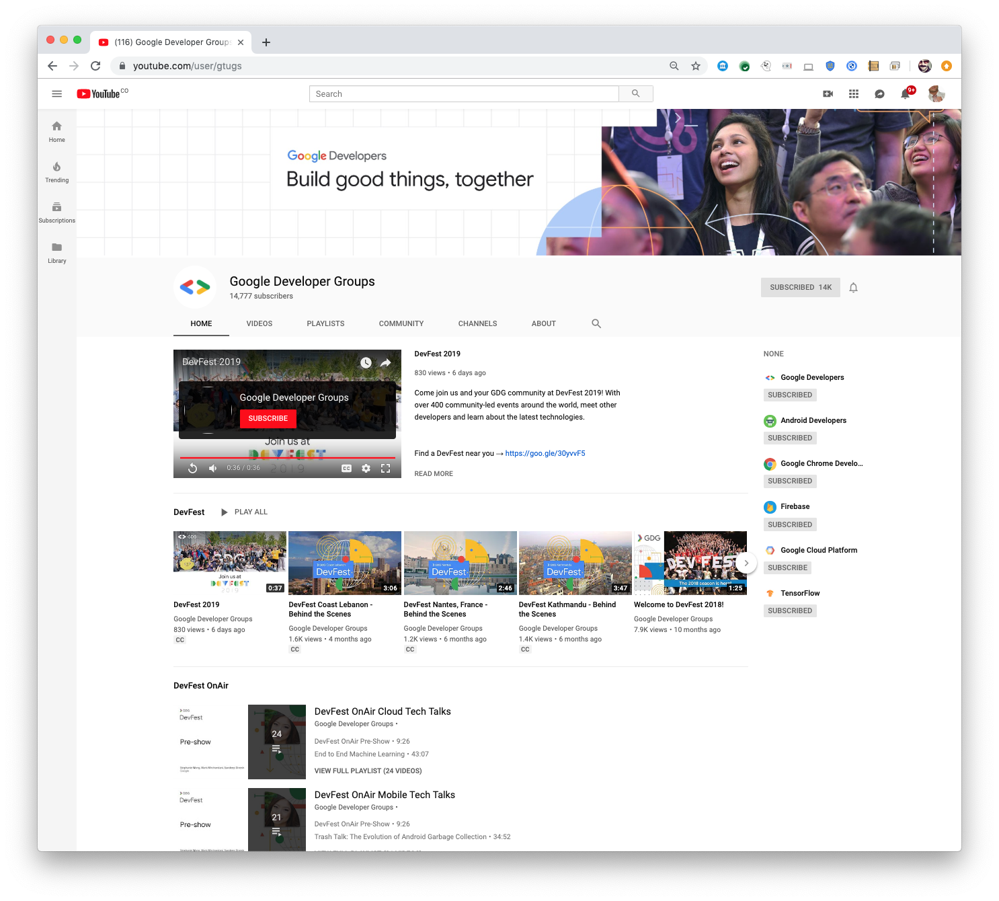 (116) Google Developer Groups
youtube.com/user/gtugs
YouTube CO
Search
9+
Home
Trending
Subscriptions
Library
Google Developers
Build good things, together
Google Developer Groups
14,777 subscribers
SUBSCRIBED 14K
HOME
VIDEOS
PLAYLISTS
COMMUNITY
CHANNELS
ABOUT
DevFest 2019
Google Developer Groups
SUBSCRIBE
Join us at
DEVFEST
2019
0:36 / 0:36
CC
DevFest 2019
830 views • 6 days ago
Come join us and your GDG community at DevFest 2019! With
over 400 community-led events around the world, meet other
developers and learn about the latest technologies.
Find a DevFest near you → https://goo.gle/30yvvF5
READ MORE
NONE
Google Developers
SUBSCRIBED
Android Developers
SUBSCRIBED
Google Chrome Develo...
SUBSCRIBED
Firebase
SUBSCRIBED
Google Cloud Platform
SUBSCRIBE
TensorFlow
SUBSCRIBED
DevFest
PLAY ALL
GDG
Join us at
DEVFEST
2019
0:37
DevFest 2019
Google Developer Groups
830 views • 6 days ago
CC
DevFest
3:06
DevFest Coast Lebanon -
Behind the Scenes
Google Developer Groups
1.6K views • 4 months ago
CC
DevFest
2:46
DevFest Nantes, France -
Behind the Scenes
Google Developer Groups
1.2K views • 6 months ago
CC
DevFest
3:47
DevFest Kathmandu - Behind
the Scenes
Google Developer Groups
1.4K views • 6 months ago
CC
GDG
DEVFEST
The 2018 season is here!
1:25
Welcome to DevFest 2018!
Google Developer Groups
7.9K views • 10 months ago
DevFest OnAir
GDG
DevFest
Pre-show
Google
24
DevFest OnAir Cloud Tech Talks
Google Developer Groups •
DevFest OnAir Pre-Show • 9:26
End to End Machine Learning • 43:07
VIEW FULL PLAYLIST (24 VIDEOS)
GDG
DevFest
Pre-show
21
DevFest OnAir Mobile Tech Talks
Google Developer Groups •
DevFest OnAir Pre-Show • 9:26
Trash Talk: The Evolution of Android Garbage Collection • 34:52